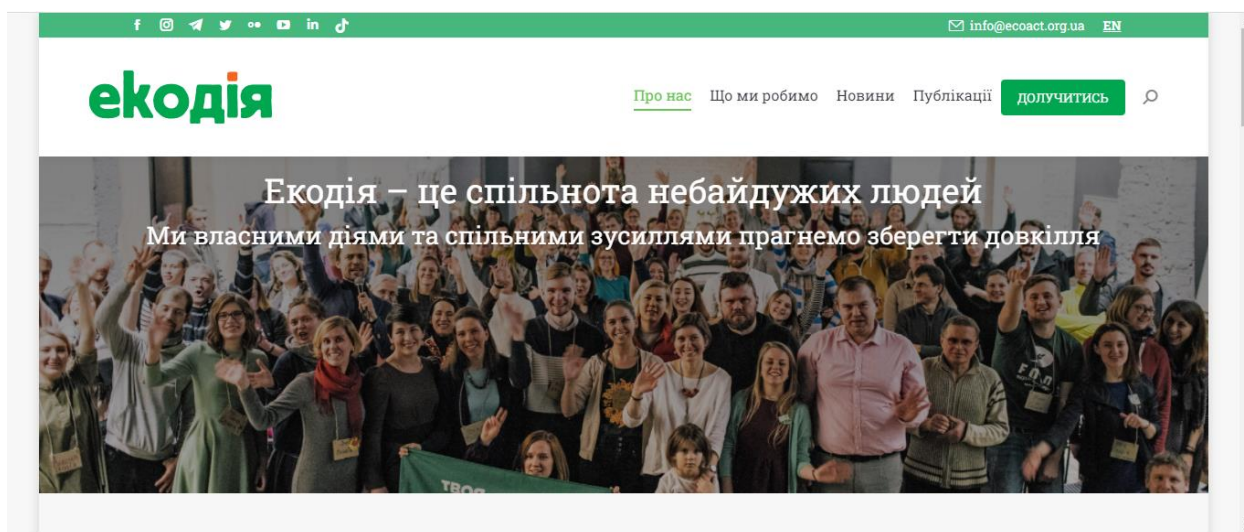 info@ecoact.org.ua EN
екодія
Про нас Що ми робимо Новини Публікації ДОЛУЧИТИСЬ
Екодія – це спільнота небайдужих людей
Ми власними діями та спільними зусиллями прагнемо зберегти довкілля
ТВОЯ